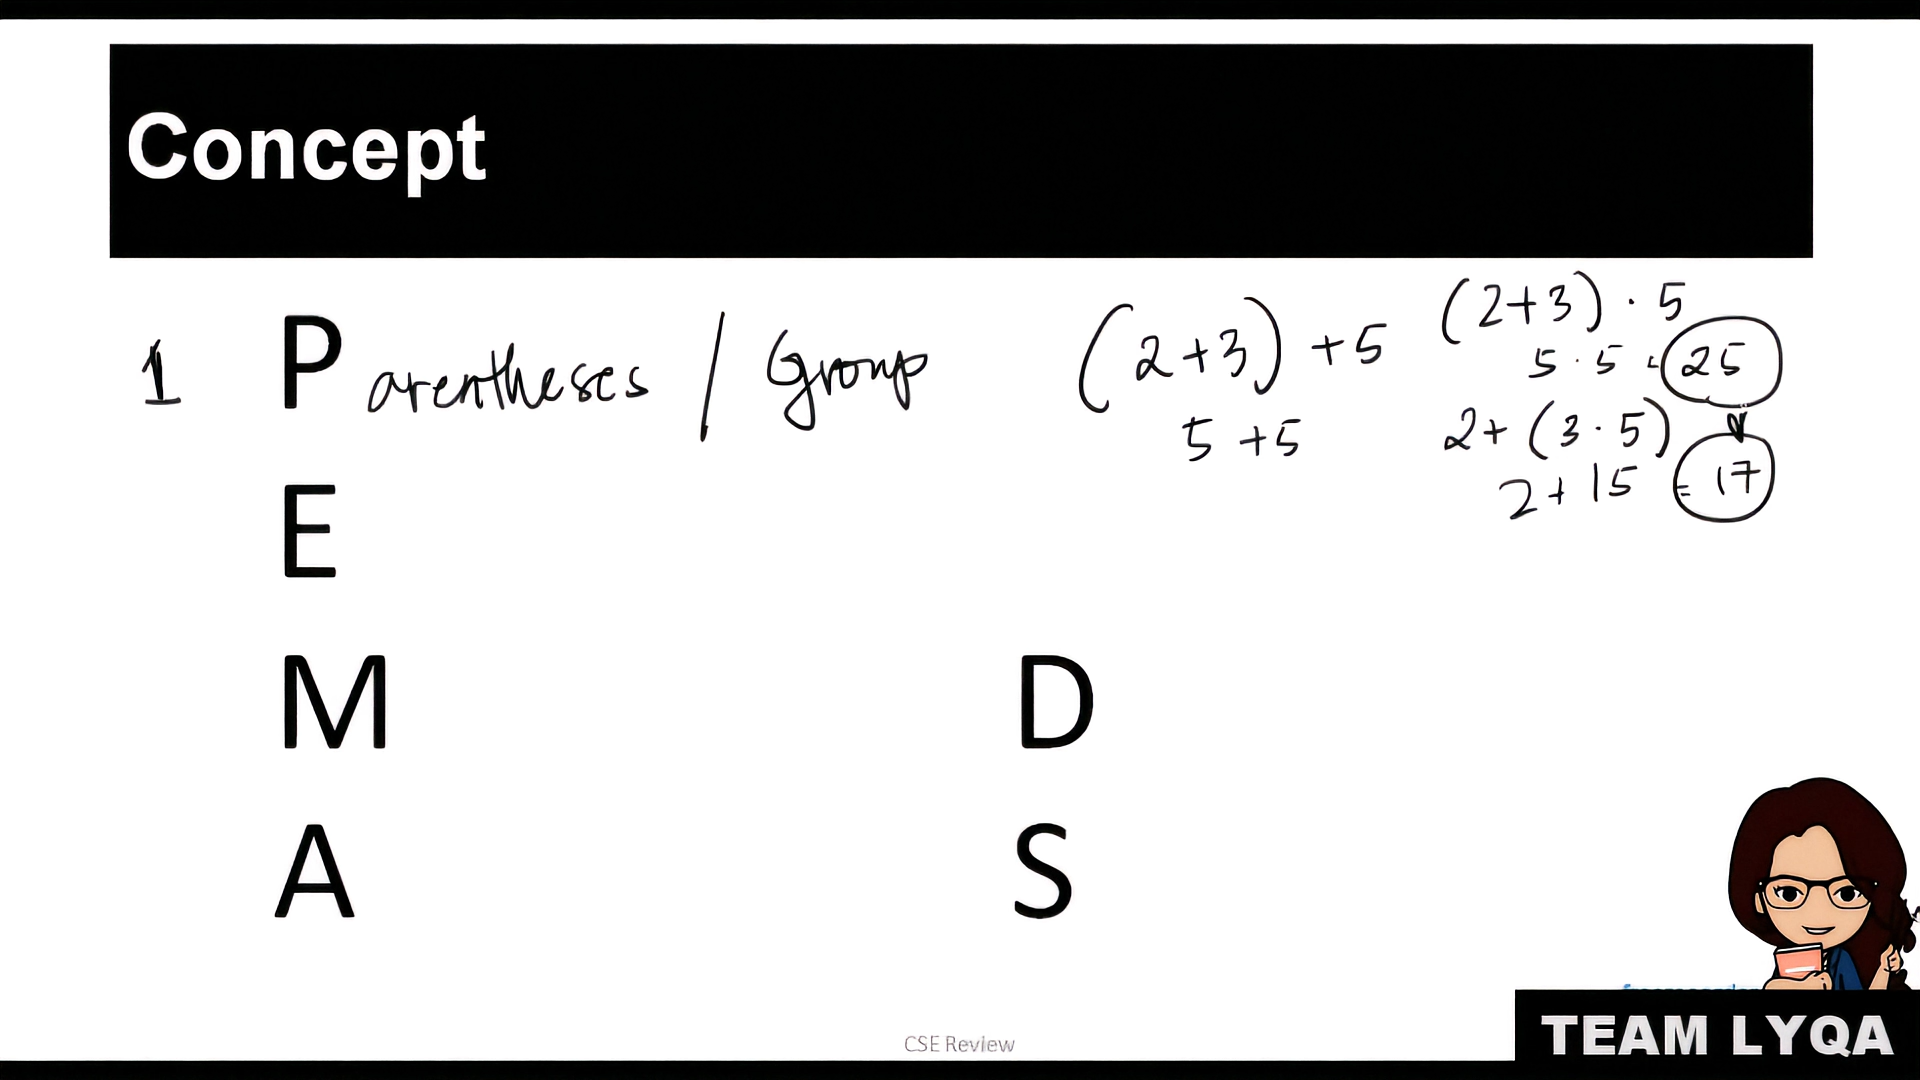 Concept
1 Parentheses / Group
(2+3) +5
5 +5
(2+3) · 5
5 · 5 = 25
2+ (3 · 5)
2 + 15 = 17
E
M D
A S
CSE Review
TEAM LYQA